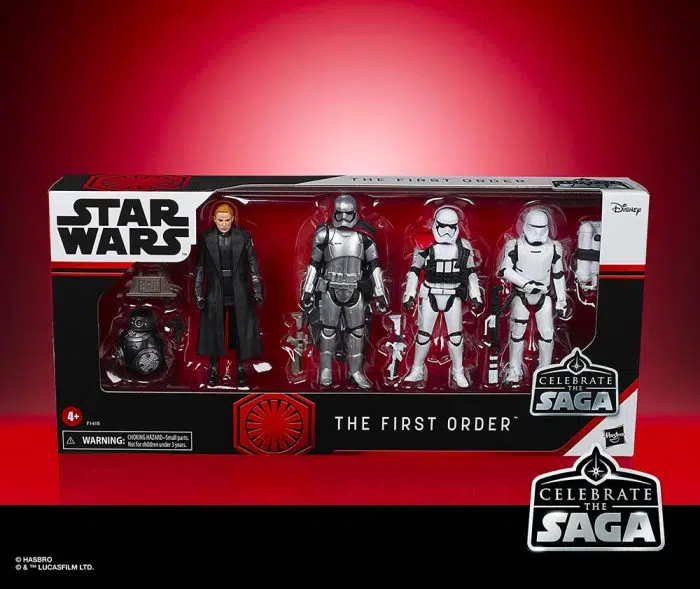 THE FIRST ORDER
STAR
WARS
™
Disney
CELEBRATE
THE
SAGA
4+
F1415
THE FIRST ORDER™
WARNING: CHOKING HAZARD–Small parts.
Not for children under 3 years.
Hasbro
CELEBRATE
THE
SAGA
© HASBRO
© & ™ LUCASFILM LTD.